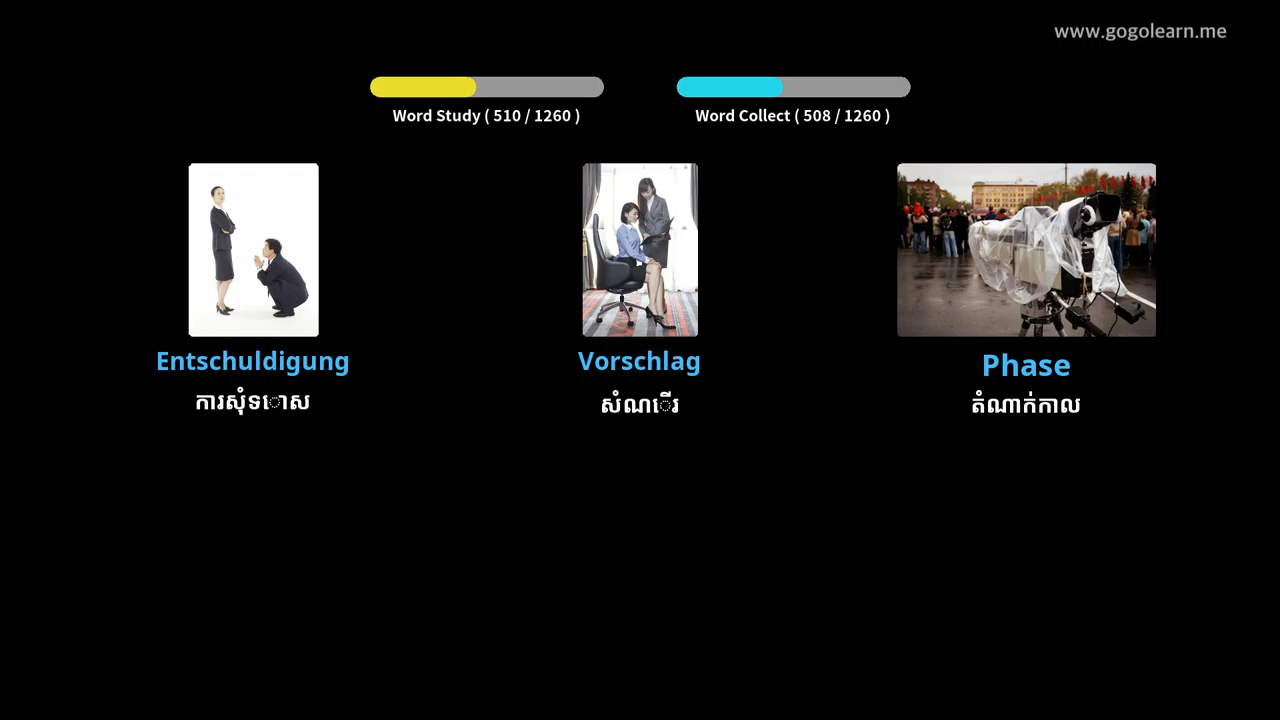 www.gogolearn.me
Word Study ( 510 / 1260 )
Word Collect ( 508 / 1260 )
Entschuldigung
Vorschlag
Phase
ការសុំទោស
សំណើរ
តំណាក់កាល